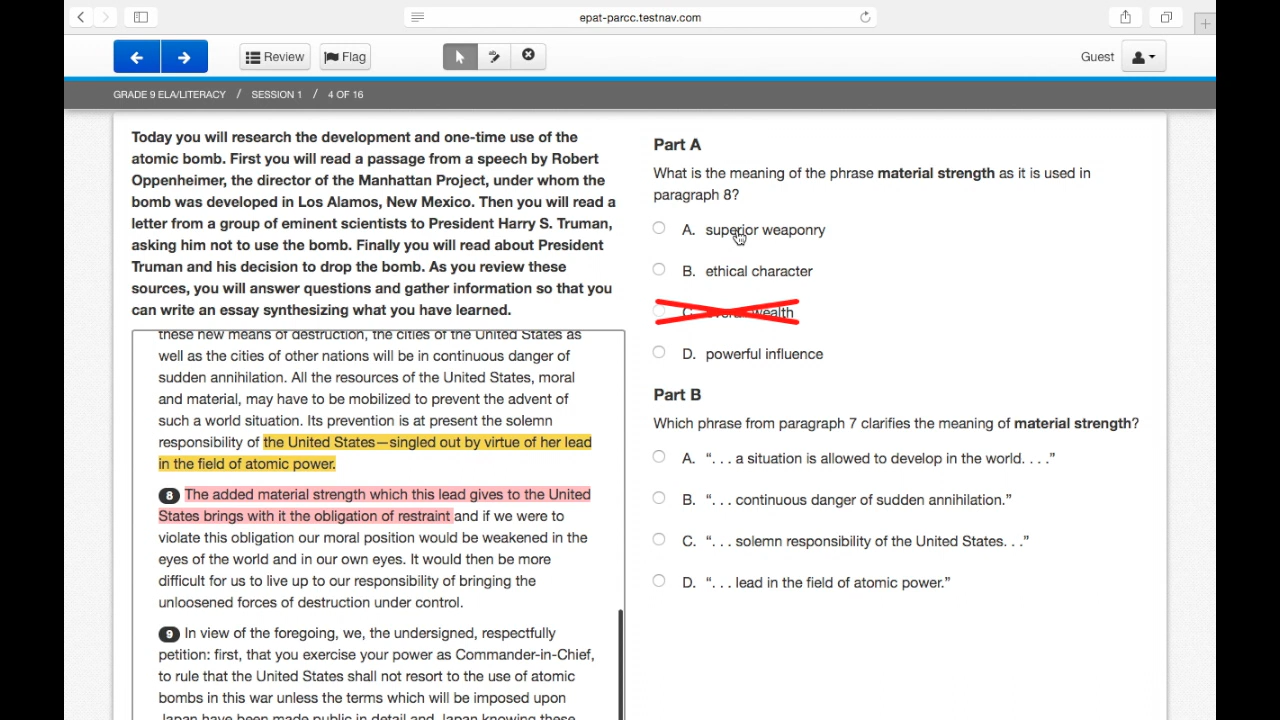 epat-parcc.testnav.com
Review
Flag
Guest
GRADE 9 ELA/LITERACY / SESSION 1 / 4 OF 16
Today you will research the development and one-time use of the
atomic bomb. First you will read a passage from a speech by Robert
Oppenheimer, the director of the Manhattan Project, under whom the
bomb was developed in Los Alamos, New Mexico. Then you will read a
letter from a group of eminent scientists to President Harry S. Truman,
asking him not to use the bomb. Finally you will read about President
Truman and his decision to drop the bomb. As you review these
sources, you will answer questions and gather information so that you
can write an essay synthesizing what you have learned.
these new means of destruction, the cities of the United States as
well as the cities of other nations will be in continuous danger of
sudden annihilation. All the resources of the United States, moral
and material, may have to be mobilized to prevent the advent of
such a world situation. Its prevention is at present the solemn
responsibility of the United States—singled out by virtue of her lead
in the field of atomic power.
8 The added material strength which this lead gives to the United
States brings with it the obligation of restraint and if we were to
violate this obligation our moral position would be weakened in the
eyes of the world and in our own eyes. It would then be more
difficult for us to live up to our responsibility of bringing the
unloosened forces of destruction under control.
9 In view of the foregoing, we, the undersigned, respectfully
petition: first, that you exercise your power as Commander-in-Chief,
to rule that the United States shall not resort to the use of atomic
bombs in this war unless the terms which will be imposed upon
Japan have been made public in detail and Japan knowing these
Part A
What is the meaning of the phrase material strength as it is used in
paragraph 8?
A. superior weaponry
B. ethical character
C. wealth
D. powerful influence
Part B
Which phrase from paragraph 7 clarifies the meaning of material strength?
A. “. . . a situation is allowed to develop in the world. . . .”
B. “. . . continuous danger of sudden annihilation.”
C. “. . . solemn responsibility of the United States. . .”
D. “. . . lead in the field of atomic power.”